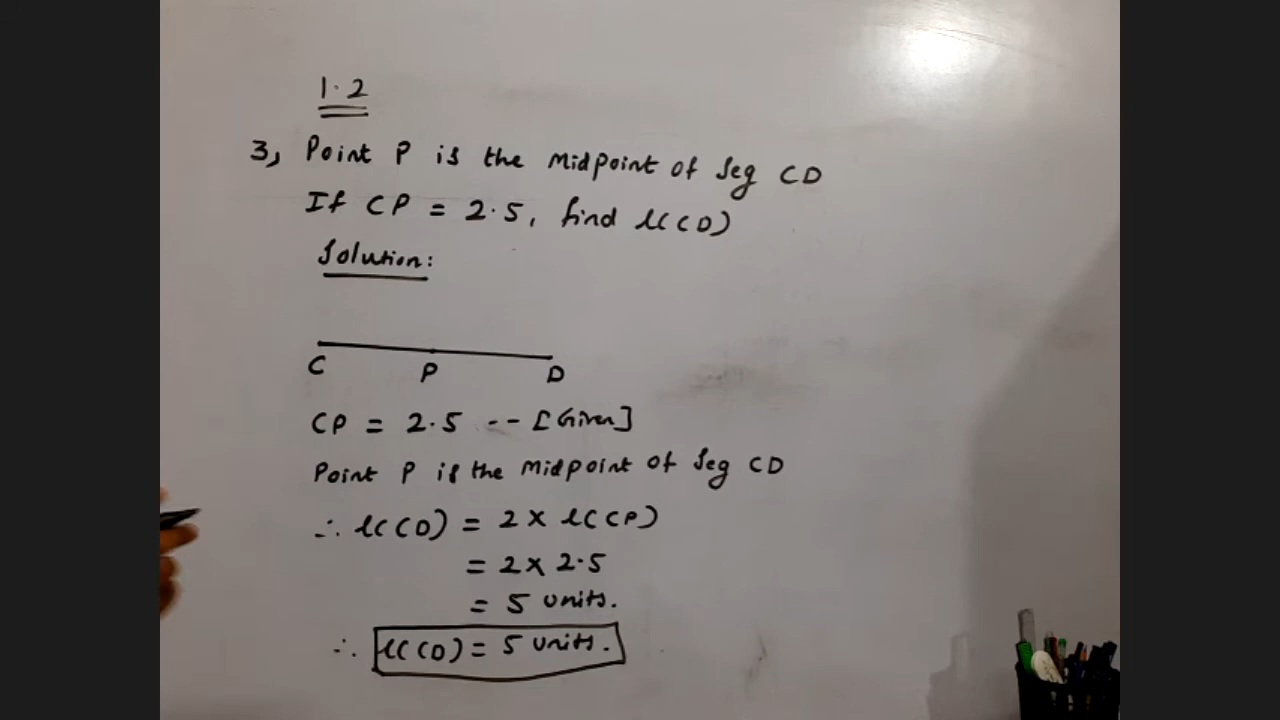 1.2
3, Point P is the midpoint of seg CD
If CP = 2.5, find l(CD)
Solution:
C P D
CP = 2.5 -- [Given]
Point P is the midpoint of seg CD
∴ l(CD) = 2 × l(CP)
= 2 × 2.5
= 5 units.
∴ l(CD) = 5 units.